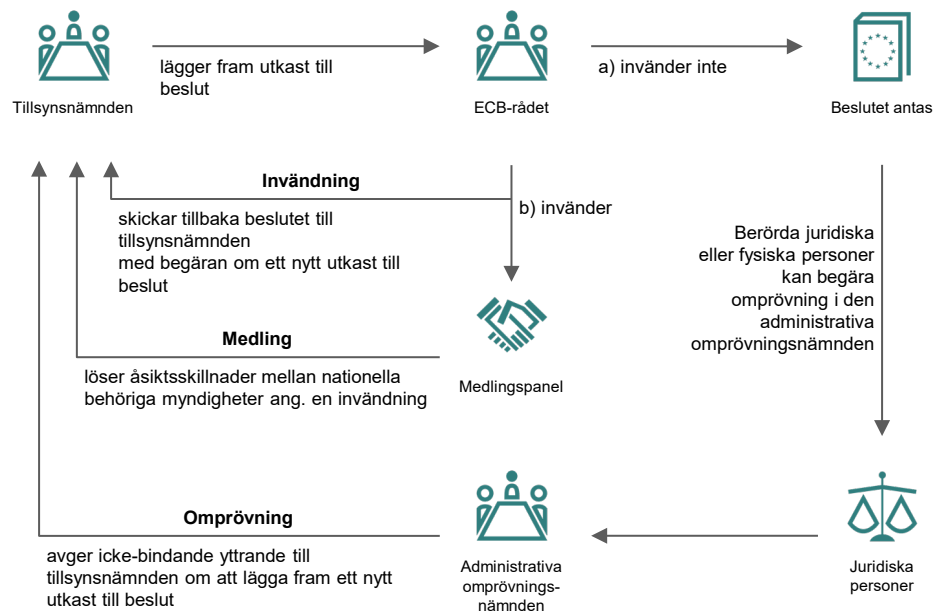 lägger fram utkast till
beslut
a) invänder inte
Tillsynsnämnden
ECB-rådet
Beslutet antas
Invändning
skickar tillbaka beslutet till
tillsynsnämnden
med begäran om ett nytt utkast till
beslut
b) invänder
Berörda juridiska
eller fysiska personer
kan begära
omprövning i den
administrativa
omprövningsnämnden
Medling
löser åsiktsskillnader mellan nationella
behöriga myndigheter ang. en invändning
Medlingspanel
Omprövning
avger icke-bindande yttrande till
tillsynsnämnden om att lägga fram ett nytt
utkast till beslut
Administrativa
omprövnings-
nämnden
Juridiska
personer